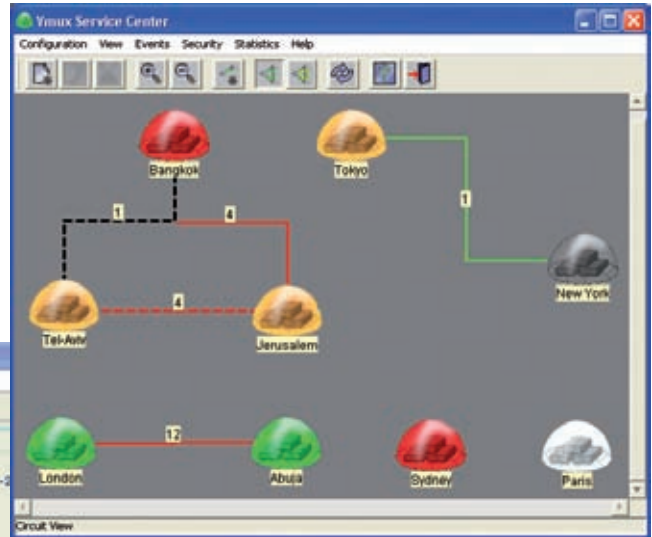 Ymux Service Center
Configuration View Events Security Statistics Help
Bangkok
Tokyo
1
4
1
New York
4
Tel-Aviv
Jerusalem
12
London
Abuja
Sydney
Paris
Circuit View